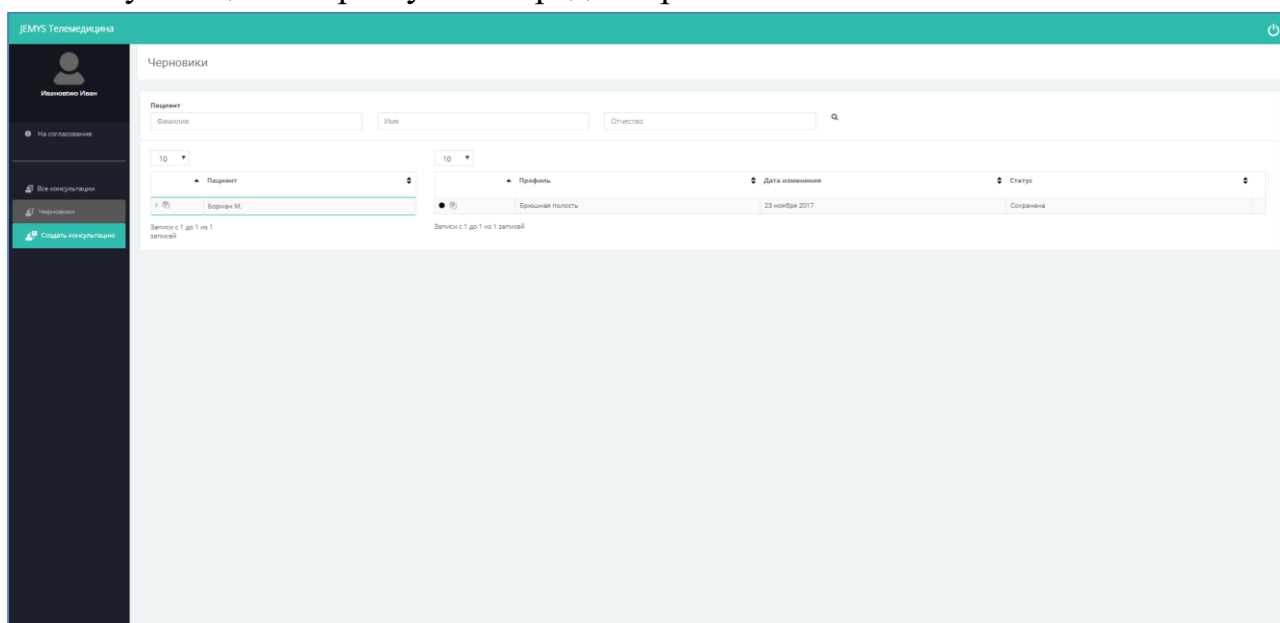 JEMYS Телемедицина
Ивановtwo Иван
На согласование
Все консультации
Черновики
Создать консультацию
Черновики
Пациент
Фамилия Имя Отчество
10 10
Пациент Профиль Дата изменения Статус
Борман М. Брюшная полость 23 ноября 2017 Сохранена
Записи с 1 до 1 из 1
записей
Записи с 1 до 1 из 1 записей